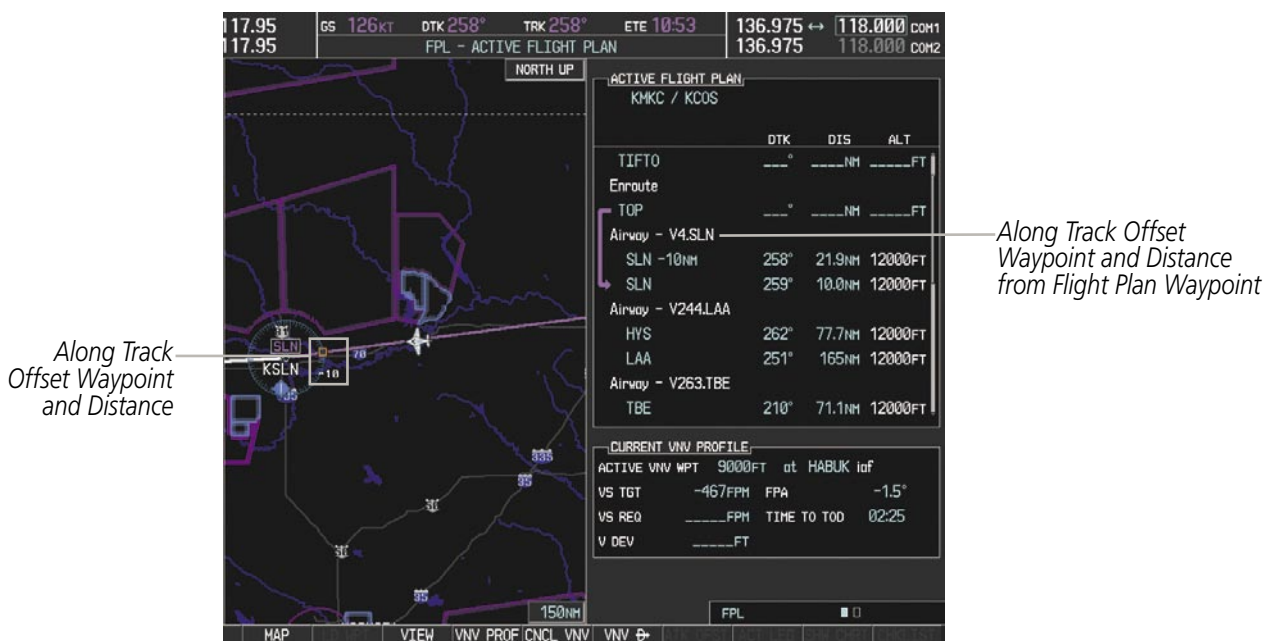 117.95 GS 126KT DTK 258° TRK 258° ETE 10:53 136.975 ↔ 118.000 COM1
117.95 FPL - ACTIVE FLIGHT PLAN 136.975 118.000 COM2
NORTH UP
ACTIVE FLIGHT PLAN
KMKC / KCOS
DTK DIS ALT
TIFTO ___° ____NM _____FT
Enroute
TOP ___° ____NM _____FT
Airway - V4.SLN
SLN -10NM 258° 21.9NM 12000FT
SLN 259° 10.0NM 12000FT
Airway - V244.LAA
HYS 262° 77.7NM 12000FT
LAA 251° 165NM 12000FT
Airway - V263.TBE
TBE 210° 71.1NM 12000FT
Along Track Offset
Waypoint and Distance
from Flight Plan Waypoint
Along Track
Offset Waypoint
and Distance
SLN
KSLN
-10
70
335
35
35
CURRENT VNV PROFILE
ACTIVE VNV WPT 9000FT at HABUK iaf
VS TGT -467FPM FPA -1.5°
VS REQ _____FPM TIME TO TOD 02:25
V DEV _____FT
150NM
FPL
MAP VIEW VNV PROF CNCL VNV VNV